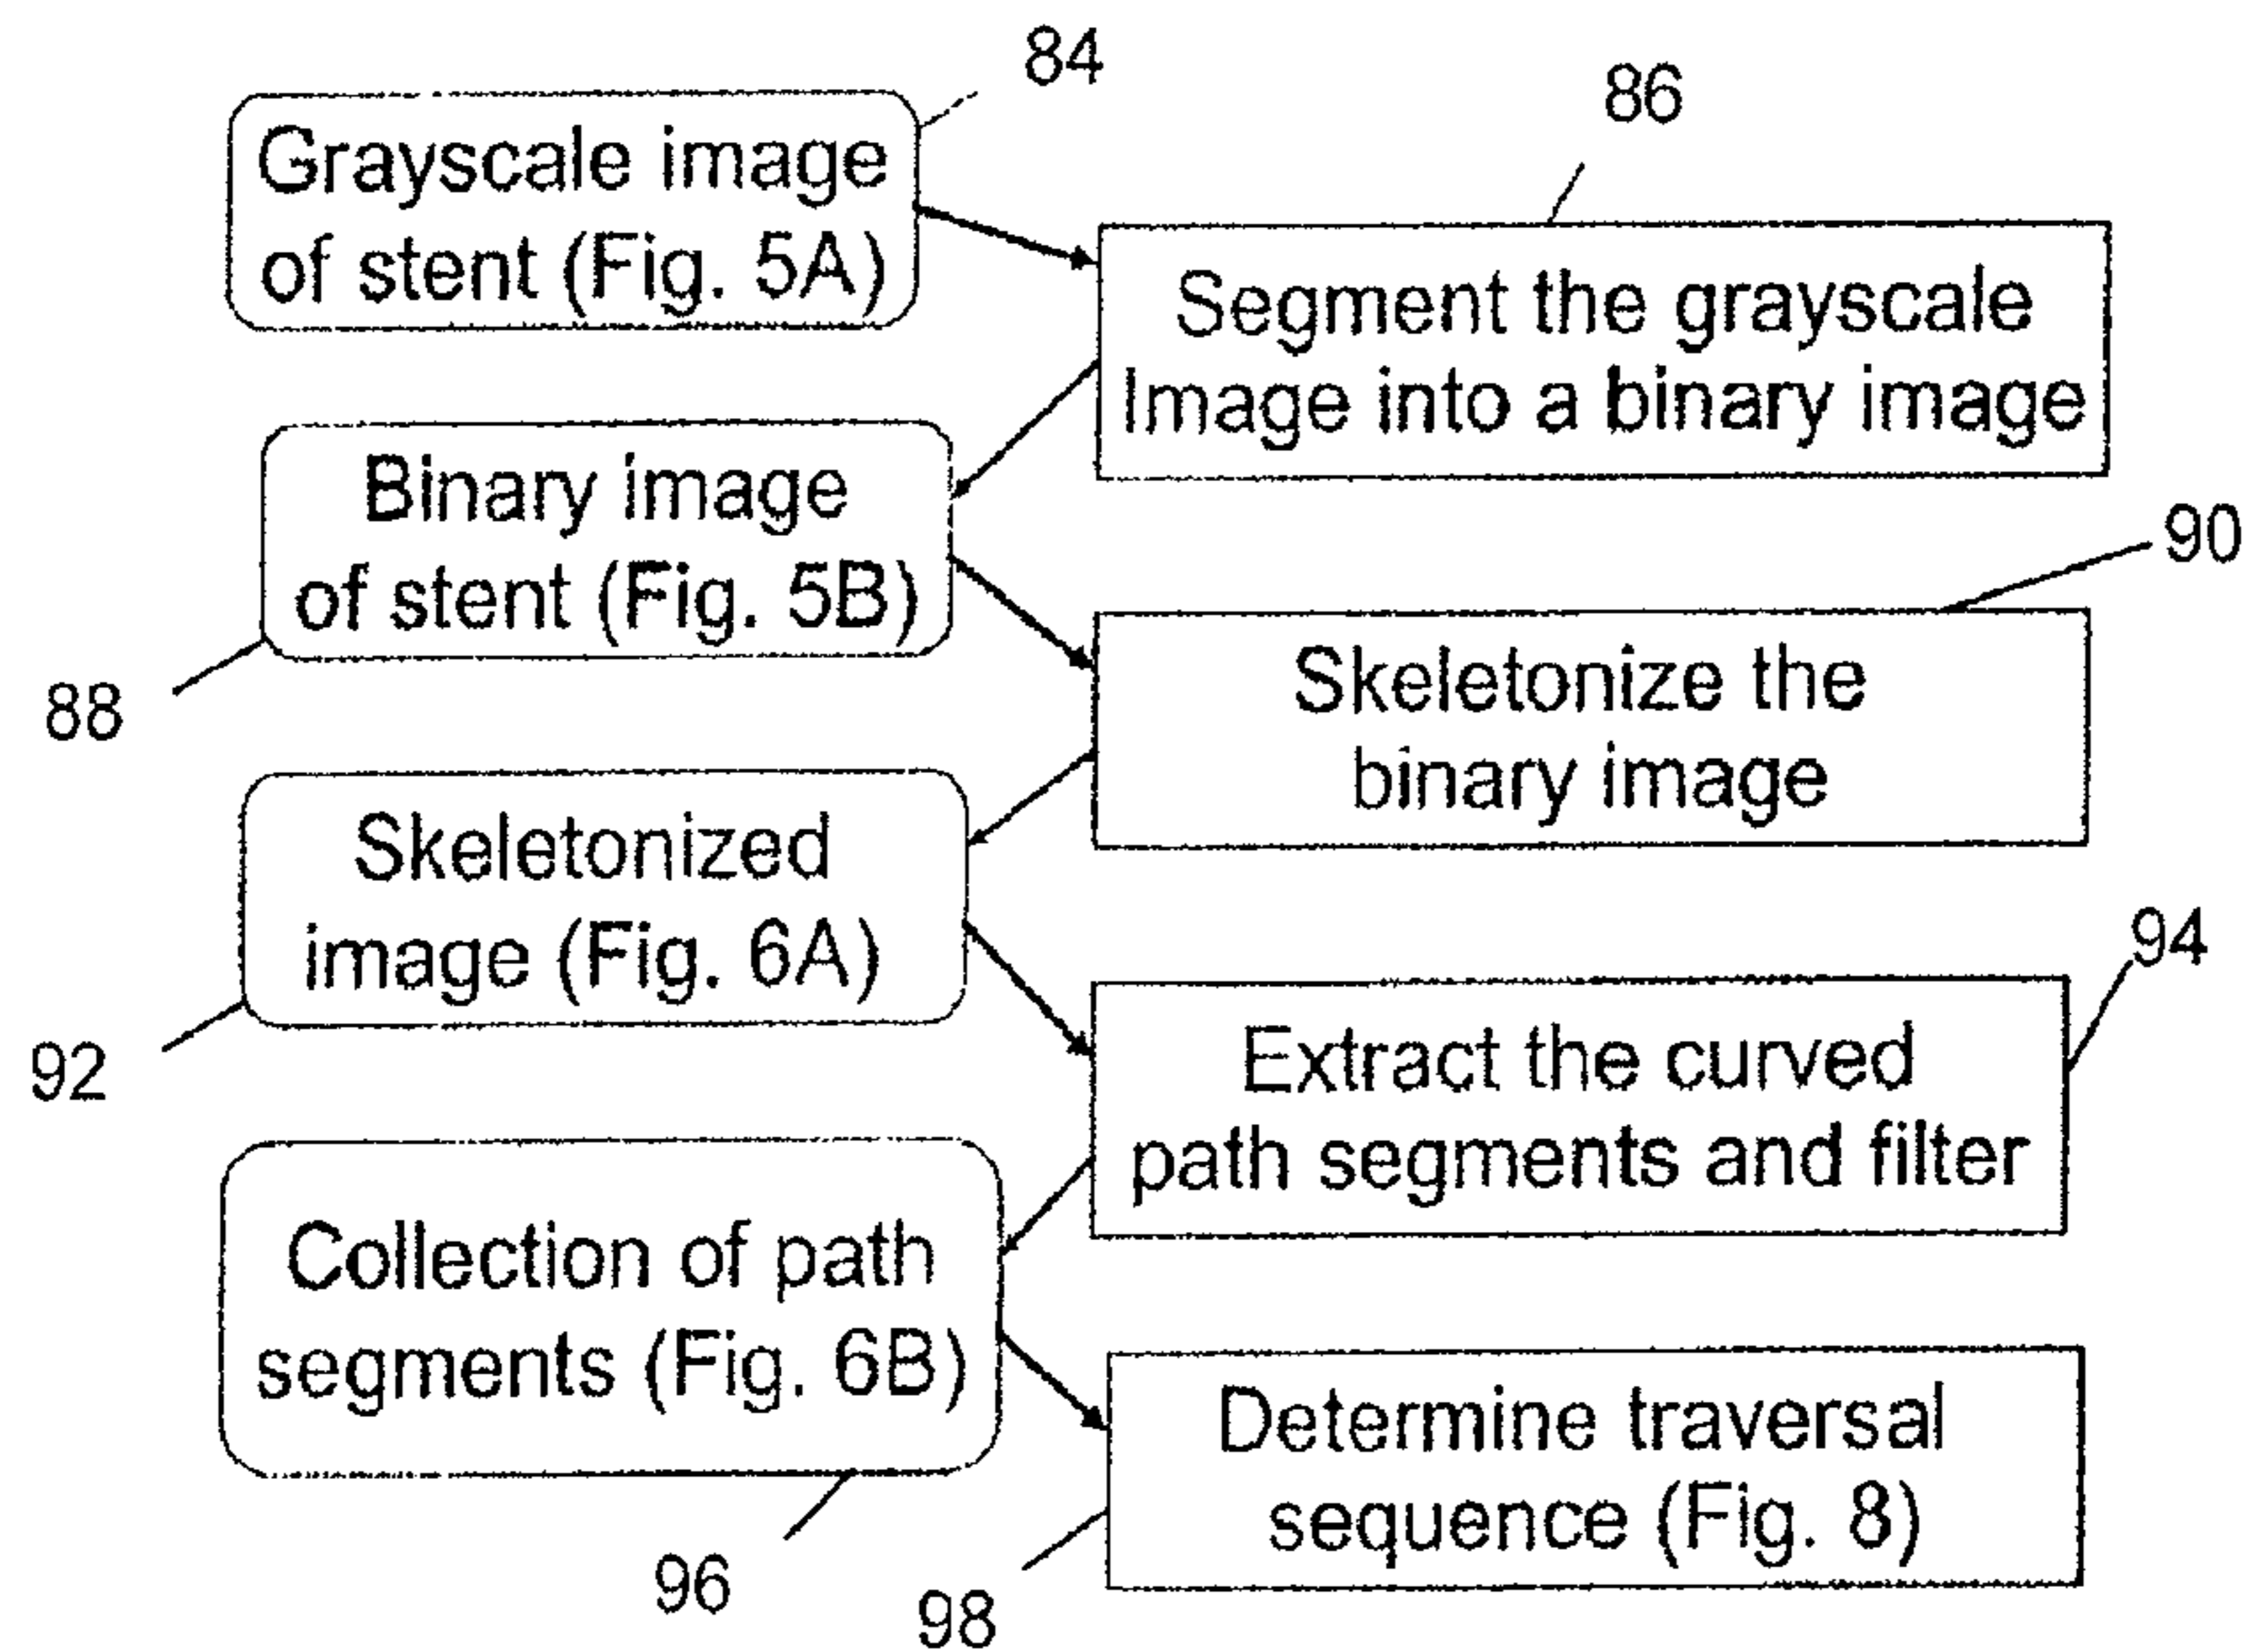 84
Grayscale image
of stent (Fig. 5A)
86
Segment the grayscale
Image into a binary image
Binary image
of stent (Fig. 5B)
88
90
Skeletonize the
binary image
Skeletonized
image (Fig. 6A)
92
94
Extract the curved
path segments and filter
Collection of path
segments (Fig. 6B)
96
98
Determine traversal
sequence (Fig. 8)